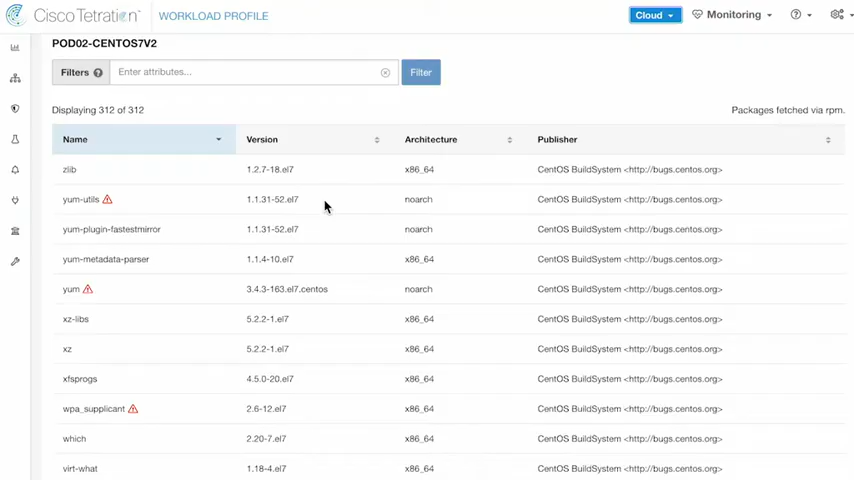 Cisco Tetration™ WORKLOAD PROFILE Cloud Monitoring
POD02-CENTOS7V2
Filters Enter attributes... Filter
Displaying 312 of 312 Packages fetched via rpm.
Name Version Architecture Publisher
zlib 1.2.7-18.el7 x86_64 CentOS BuildSystem <http://bugs.centos.org>
yum-utils 1.1.31-52.el7 noarch CentOS BuildSystem <http://bugs.centos.org>
yum-plugin-fastestmirror 1.1.31-52.el7 noarch CentOS BuildSystem <http://bugs.centos.org>
yum-metadata-parser 1.1.4-10.el7 x86_64 CentOS BuildSystem <http://bugs.centos.org>
yum 3.4.3-163.el7.centos noarch CentOS BuildSystem <http://bugs.centos.org>
xz-libs 5.2.2-1.el7 x86_64 CentOS BuildSystem <http://bugs.centos.org>
xz 5.2.2-1.el7 x86_64 CentOS BuildSystem <http://bugs.centos.org>
xfsprogs 4.5.0-20.el7 x86_64 CentOS BuildSystem <http://bugs.centos.org>
wpa_supplicant 2.6-12.el7 x86_64 CentOS BuildSystem <http://bugs.centos.org>
which 2.20-7.el7 x86_64 CentOS BuildSystem <http://bugs.centos.org>
virt-what 1.18-4.el7 x86_64 CentOS BuildSystem <http://bugs.centos.org>